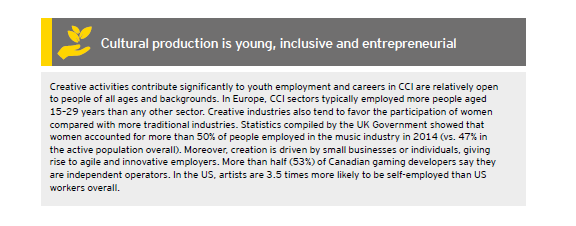 Cultural production is young, inclusive and entrepreneurial
Creative activities contribute significantly to youth employment and careers in CCI are relatively open
to people of all ages and backgrounds. In Europe, CCI sectors typically employed more people aged
15-29 years than any other sector. Creative industries also tend to favor the participation of women
compared with more traditional industries. Statistics compiled by the UK Government showed that
women accounted for more than 50% of people employed in the music industry in 2014 (vs. 47% in
the active population overall). Moreover, creation is driven by small businesses or individuals, giving
rise to agile and innovative employers. More than half (53%) of Canadian gaming developers say they
are independent operators. In the US, artists are 3.5 times more likely to be self-employed than US
workers overall.